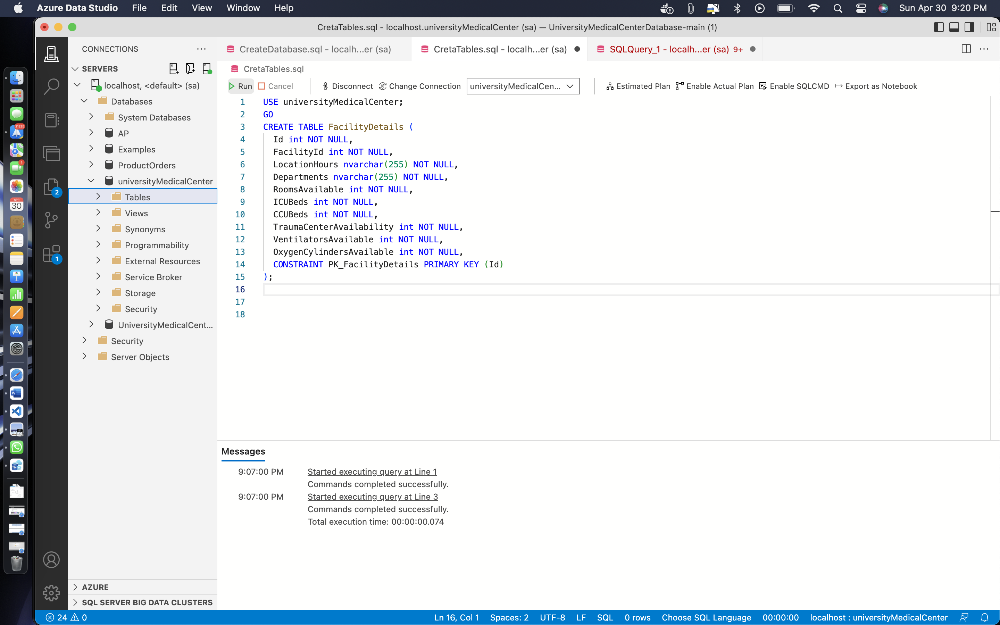 Azure Data Studio File Edit View Window Help Sun Apr 30 9:20 PM
CretaTables.sql - localhost.universityMedicalCenter (sa) — UniversityMedicalCenterDatabase-main (1)
CONNECTIONS
CreateDatabase.sql - localh...er (sa)
CretaTables.sql - localh...er (sa)
SQLQuery_1 - localh...er (sa) 9+
SERVERS
localhost, <default> (sa)
Databases
System Databases
AP
Examples
ProductOrders
universityMedicalCenter
Tables
Views
Synonyms
Programmability
External Resources
Service Broker
Storage
Security
UniversityMedicalCent...
Security
Server Objects
AZURE
SQL SERVER BIG DATA CLUSTERS
21225
1
APR
30
2
1
CretaTables.sql
Run Cancel Disconnect Change Connection universityMedicalCen... Estimated Plan Enable Actual Plan Enable SQLCMD Export as Notebook
1 USE universityMedicalCenter;
2 GO
3 CREATE TABLE FacilityDetails (
4 Id int NOT NULL,
5 FacilityId int NOT NULL,
6 LocationHours nvarchar(255) NOT NULL,
7 Departments nvarchar(255) NOT NULL,
8 RoomsAvailable int NOT NULL,
9 ICUBeds int NOT NULL,
10 CCUBeds int NOT NULL,
11 TraumaCenterAvailability int NOT NULL,
12 VentilatorsAvailable int NOT NULL,
13 OxygenCylindersAvailable int NOT NULL,
14 CONSTRAINT PK_FacilityDetails PRIMARY KEY (Id)
15 );
16
17
18
Messages
9:07:00 PM Started executing query at Line 1
Commands completed successfully.
9:07:00 PM Started executing query at Line 3
Commands completed successfully.
Total execution time: 00:00:00.074
24 0 Ln 16, Col 1 Spaces: 2 UTF-8 LF SQL 0 rows Choose SQL Language 00:00:00 localhost : universityMedicalCenter